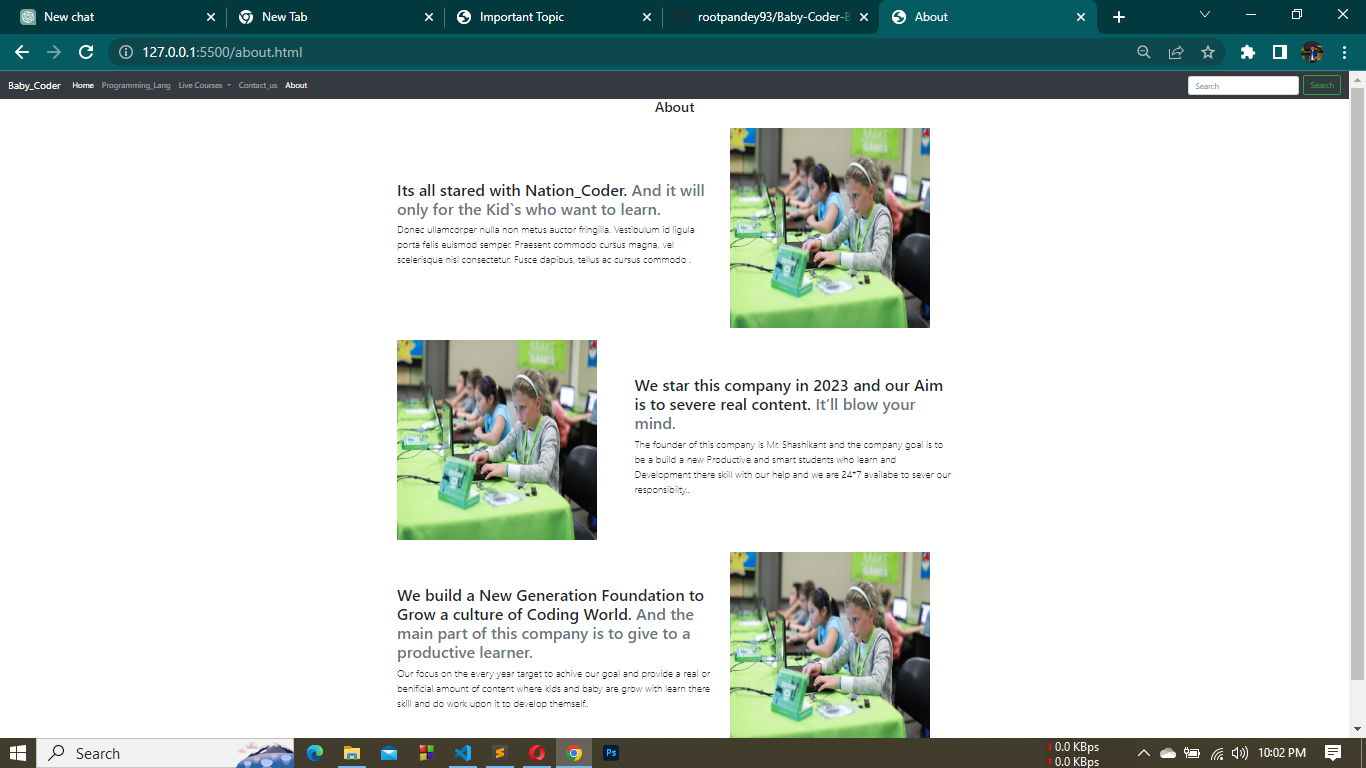 New chat
New Tab
Important Topic
rootpandey93/Baby-Coder-B
About
127.0.0.1:5500/about.html
Baby_Coder Home Programming_Lang Live Courses Contact_us About Search Search
About
Its all stared with Nation_Coder. And it will
only for the Kid`s who want to learn.
Donec ullamcorper nulla non metus auctor fringilla. Vestibulum id ligula
porta felis euismod semper. Praesent commodo cursus magna, vel
scelerisque nisl consectetur. Fusce dapibus, tellus ac cursus commodo .
MAKE
GAMES
We star this company in 2023 and our Aim
is to severe real content. It'll blow your
mind.
The founder of this company is Mr. Shashikant and the company goal is to
be a build a new Productive and smart students who learn and
Development there skill with our help and we are 24*7 availabe to sever our
responsibilty..
MAKE
GAMES
We build a New Generation Foundation to
Grow a culture of Coding World. And the
main part of this company is to give to a
productive learner.
Our focus on the every year target to achive our goal and provide a real or
benificial amount of content where kids and baby are grow with learn there
skill and do work upon it to develop themself..
MAKE
GAMES
Search
Ps
0.0 KBps
0.0 KBps
10:02 PM